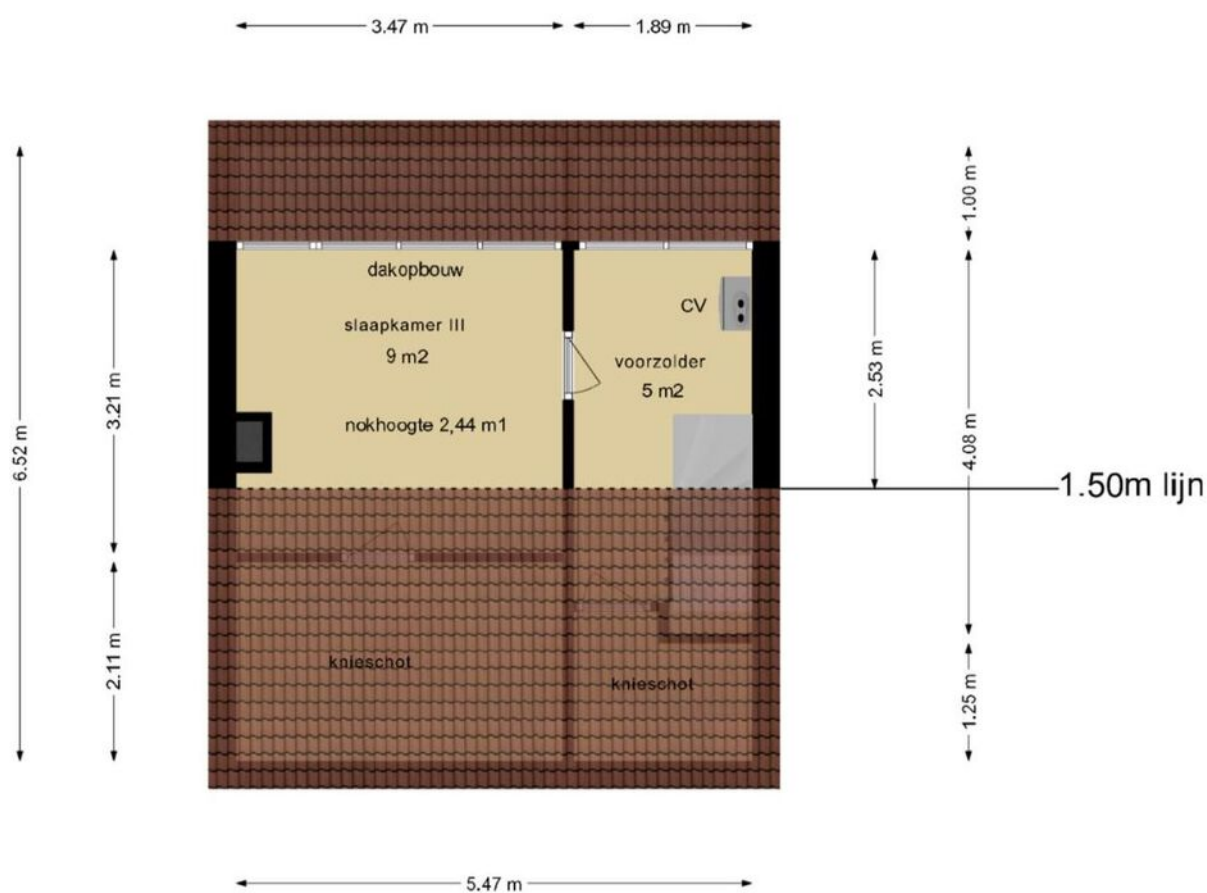 3.47 m
1.89 m
1.00 m
dakopbouw
CV
slaapkamer III
9 m2
voorzolder
5 m2
2.53 m
3.21 m
nokhoogte 2,44 m1
4.08 m
6.52 m
1.50m lijn
knieschot
knieschot
2.11 m
1.25 m
5.47 m